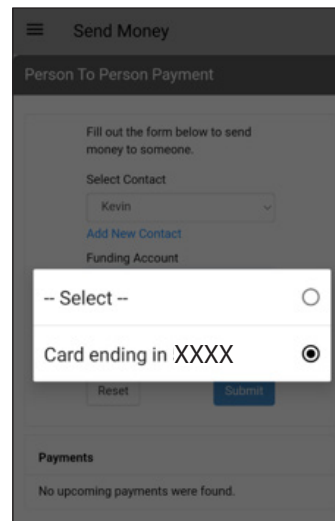 Send Money
Person To Person Payment
Fill out the form below to send
money to someone.
Select Contact
Kevin
Add New Contact
Funding Account
-- Select --
Card ending in XXXX
Reset Submit
Payments
No upcoming payments were found.